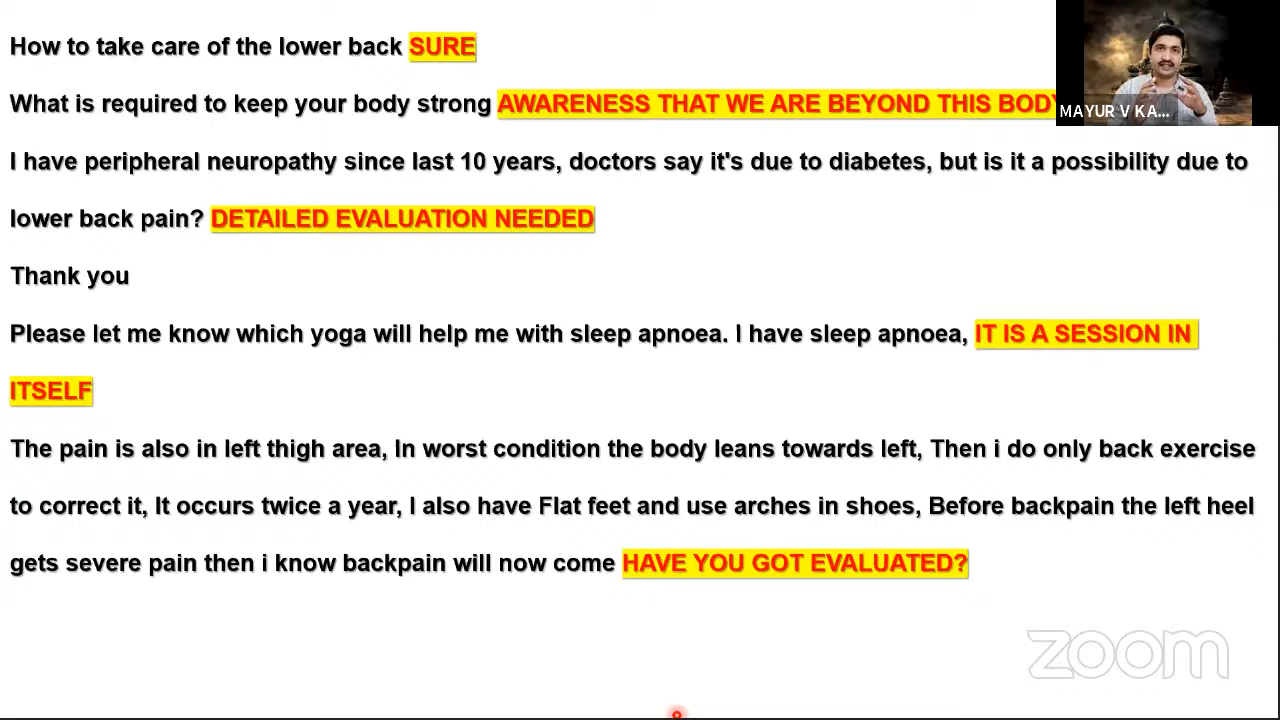 How to take care of the lower back SURE
What is required to keep your body strong AWARENESS THAT WE ARE BEYOND THIS BODY
MAYUR V KA...
I have peripheral neuropathy since last 10 years, doctors say it's due to diabetes, but is it a possibility due to
lower back pain? DETAILED EVALUATION NEEDED
Thank you
Please let me know which yoga will help me with sleep apnoea. I have sleep apnoea, IT IS A SESSION IN
ITSELF
The pain is also in left thigh area, In worst condition the body leans towards left, Then i do only back exercise
to correct it, It occurs twice a year, I also have Flat feet and use arches in shoes, Before backpain the left heel
gets severe pain then i know backpain will now come HAVE YOU GOT EVALUATED?
zoom